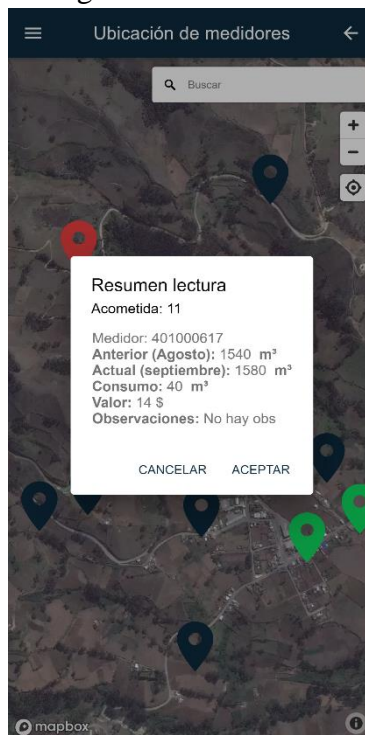 Ubicación de medidores
Buscar
+
−
Resumen lectura
Acometida: 11
Medidor: 401000617
Anterior (Agosto): 1540 m³
Actual (septiembre): 1580 m³
Consumo: 40 m³
Valor: 14 $
Observaciones: No hay obs
CANCELAR ACEPTAR
mapbox